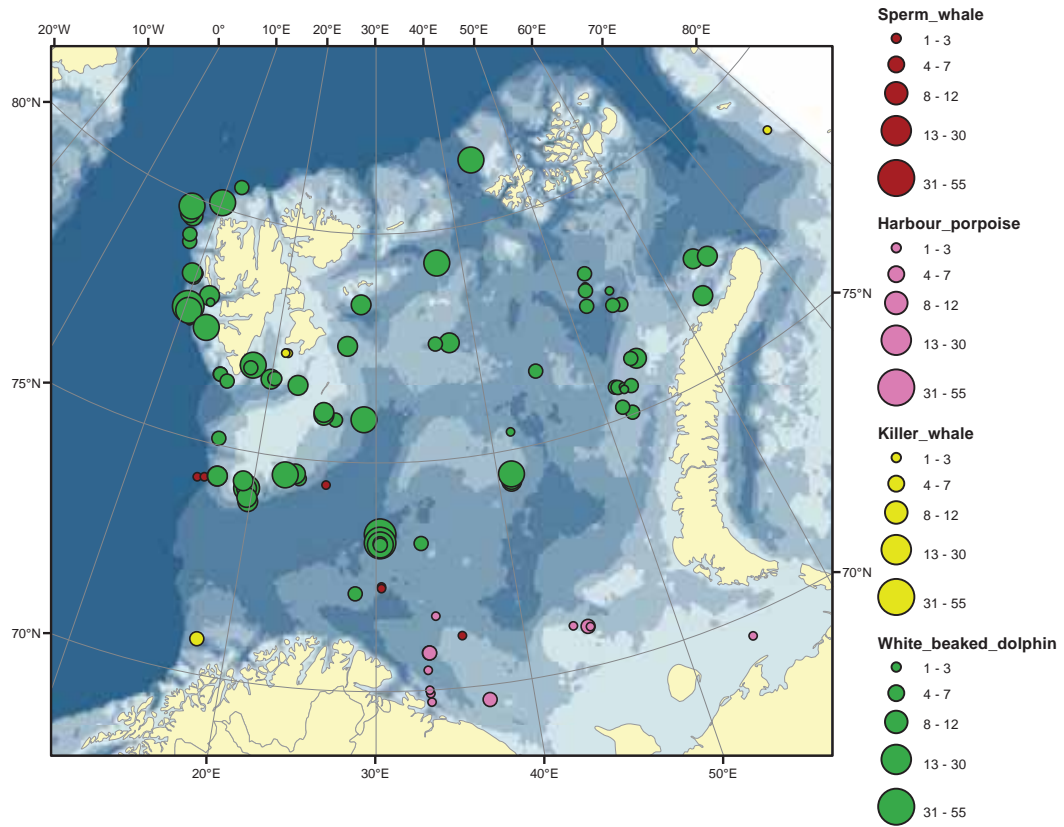 20°W 10°W 0° 10°E 20°E 30°E 40°E 50°E 60°E 70°E 80°E
80°N
75°N
70°N
75°N
70°N
20°E 30°E 40°E 50°E
Sperm_whale
1 - 3
4 - 7
8 - 12
13 - 30
31 - 55
Harbour_porpoise
1 - 3
4 - 7
8 - 12
13 - 30
31 - 55
Killer_whale
1 - 3
4 - 7
8 - 12
13 - 30
31 - 55
White_beaked_dolphin
1 - 3
4 - 7
8 - 12
13 - 30
31 - 55